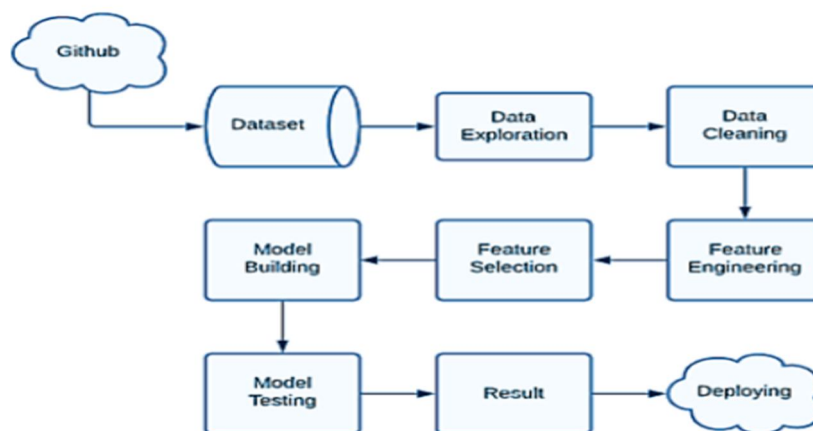 Github
Dataset
Data
Exploration
Data
Cleaning
Model
Building
Feature
Selection
Feature
Engineering
Model
Testing
Result
Deploying